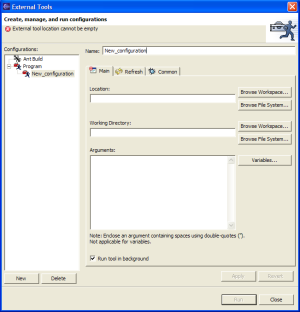 External Tools
Create, manage, and run configurations
External tool location cannot be empty
Configurations:
Ant Build
Program
New_configuration
New
Delete
Name: New_configuration
Main
Refresh
Common
Location:
Browse Workspace...
Browse File System...
Working Directory:
Browse Workspace...
Browse File System...
Arguments:
Variables...
Note: Enclose an argument containing spaces using double-quotes (").
Not applicable for variables.
Run tool in background
Apply
Revert
Run
Close